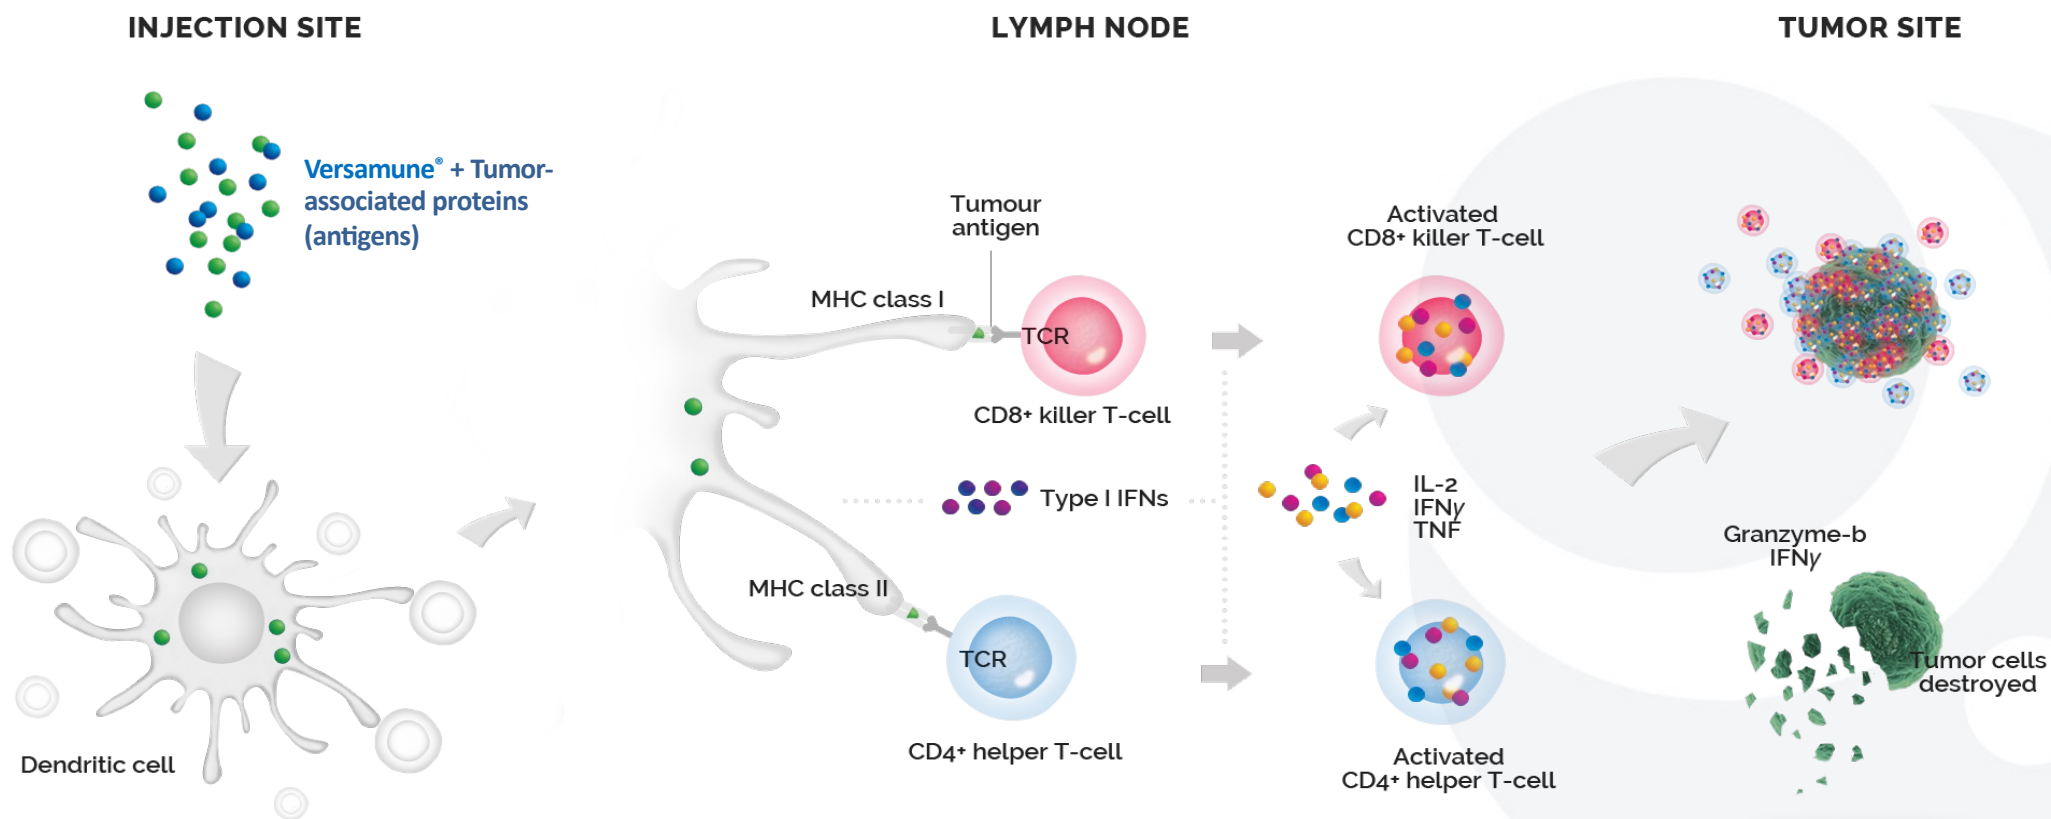 INJECTION SITE
LYMPH NODE
TUMOR SITE
Versamune® + Tumor-
associated proteins
(antigens)
Dendritic cell
Tumour
antigen
MHC class I
TCR
CD8+ killer T-cell
Type I IFNs
MHC class II
TCR
CD4+ helper T-cell
Activated
CD8+ killer T-cell
IL-2
IFNγ
TNF
Activated
CD4+ helper T-cell
Granzyme-b
IFNγ
Tumor cells
destroyed